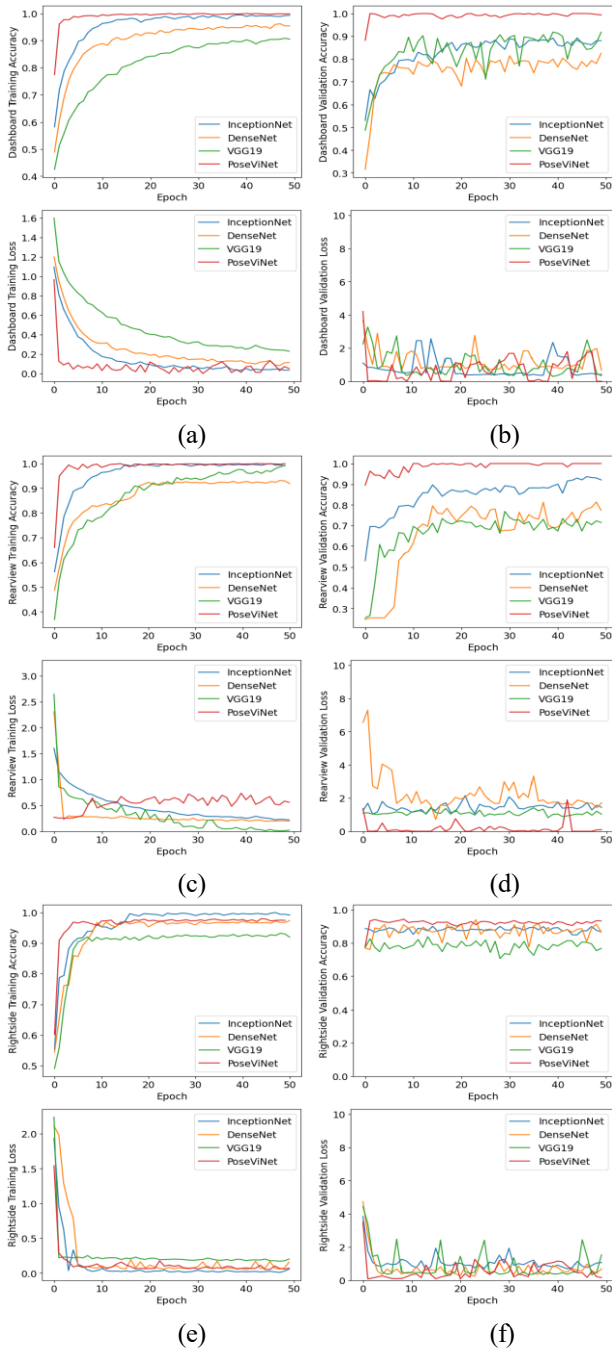 Dashboard Training Accuracy
1.0
0.9
0.8
0.7
0.6
0.5
0.4
InceptionNet
DenseNet
VGG19
PoseViNet
0 10 20 30 40 50
Epoch
Dashboard Validation Accuracy
1.0
0.9
0.8
0.7
0.6
0.5
0.4
0.3
InceptionNet
DenseNet
VGG19
PoseViNet
0 10 20 30 40 50
Epoch
Dashboard Training Loss
1.6
1.4
1.2
1.0
0.8
0.6
0.4
0.2
0.0
InceptionNet
DenseNet
VGG19
PoseViNet
0 10 20 30 40 50
Epoch
Dashboard Validation Loss
10
8
6
4
2
0
InceptionNet
DenseNet
VGG19
PoseViNet
0 10 20 30 40 50
Epoch
(a) (b)
Rearview Training Accuracy
1.0
0.9
0.8
0.7
0.6
0.5
0.4
InceptionNet
DenseNet
VGG19
PoseViNet
0 10 20 30 40 50
Epoch
Rearview Validation Accuracy
1.0
0.9
0.8
0.7
0.6
0.5
0.4
0.3
InceptionNet
DenseNet
VGG19
PoseViNet
0 10 20 30 40 50
Epoch
Rearview Training Loss
3.0
2.5
2.0
1.5
1.0
0.5
0.0
InceptionNet
DenseNet
VGG19
PoseViNet
0 10 20 30 40 50
Epoch
Rearview Validation Loss
10
8
6
4
2
0
InceptionNet
DenseNet
VGG19
PoseViNet
0 10 20 30 40 50
Epoch
(c) (d)
Rightside Training Accuracy
1.0
0.9
0.8
0.7
0.6
0.5
InceptionNet
DenseNet
VGG19
PoseViNet
0 10 20 30 40 50
Epoch
Rightside Validation Accuracy
1.0
0.8
0.6
0.4
0.2
0.0
InceptionNet
DenseNet
VGG19
PoseViNet
0 10 20 30 40 50
Epoch
Rightside Training Loss
2.0
1.5
1.0
0.5
0.0
InceptionNet
DenseNet
VGG19
PoseViNet
0 10 20 30 40 50
Epoch
Rightside Validation Loss
10
8
6
4
2
0
InceptionNet
DenseNet
VGG19
PoseViNet
0 10 20 30 40 50
Epoch
(e) (f)